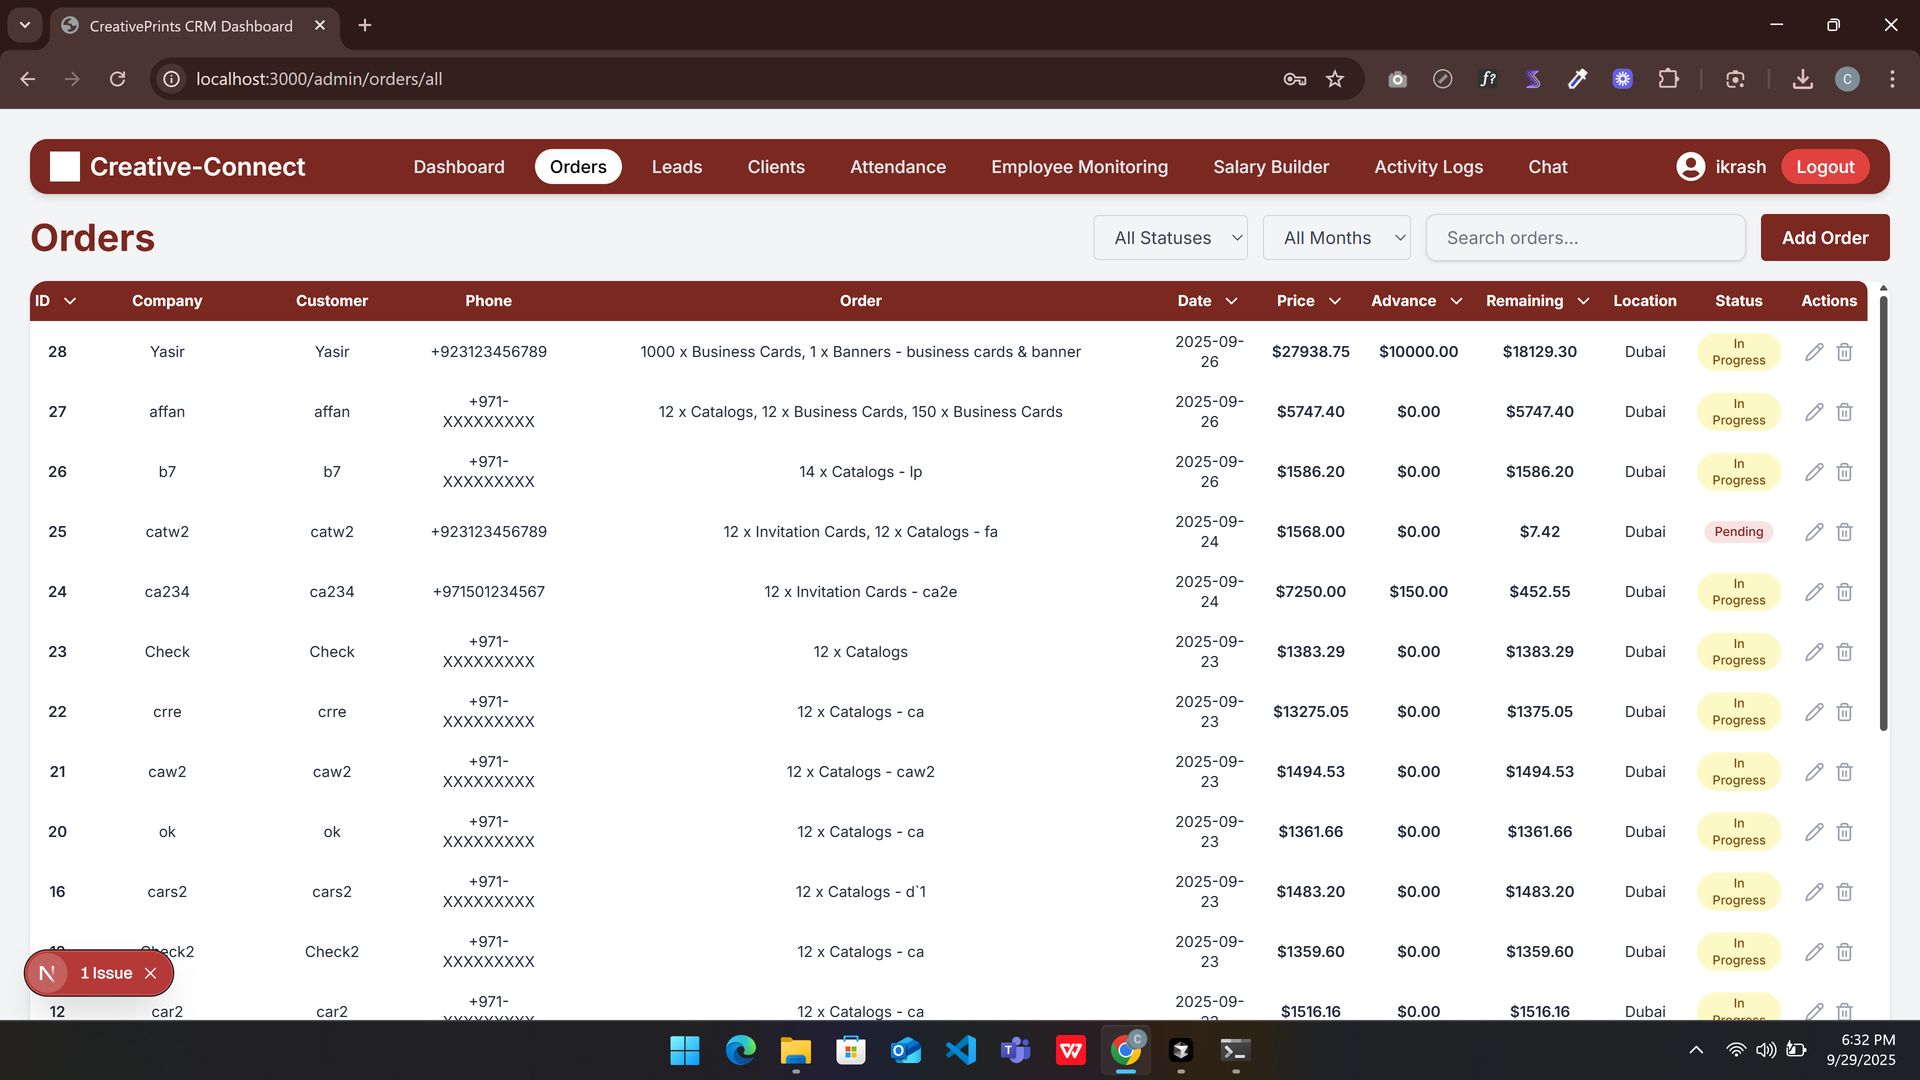 CreativePrints CRM Dashboard
localhost:3000/admin/orders/all
f?
C
Creative-Connect
Dashboard
Orders
Leads
Clients
Attendance
Employee Monitoring
Salary Builder
Activity Logs
Chat
ikrash
Logout
Orders
All Statuses
All Months
Search orders...
Add Order
ID Company Customer Phone Order Date Price Advance Remaining Location Status Actions
28 Yasir Yasir +923123456789 1000 x Business Cards, 1 x Banners - business cards & banner 2025-09-26 $27938.75 $10000.00 $18129.30 Dubai In Progress
27 affan affan +971-XXXXXXXXX 12 x Catalogs, 12 x Business Cards, 150 x Business Cards 2025-09-26 $5747.40 $0.00 $5747.40 Dubai In Progress
26 b7 b7 +971-XXXXXXXXX 14 x Catalogs - lp 2025-09-26 $1586.20 $0.00 $1586.20 Dubai In Progress
25 catw2 catw2 +923123456789 12 x Invitation Cards, 12 x Catalogs - fa 2025-09-24 $1568.00 $0.00 $7.42 Dubai Pending
24 ca234 ca234 +971501234567 12 x Invitation Cards - ca2e 2025-09-24 $7250.00 $150.00 $452.55 Dubai In Progress
23 Check Check +971-XXXXXXXXX 12 x Catalogs 2025-09-23 $1383.29 $0.00 $1383.29 Dubai In Progress
22 crre crre +971-XXXXXXXXX 12 x Catalogs - ca 2025-09-23 $13275.05 $0.00 $1375.05 Dubai In Progress
21 caw2 caw2 +971-XXXXXXXXX 12 x Catalogs - caw2 2025-09-23 $1494.53 $0.00 $1494.53 Dubai In Progress
20 ok ok +971-XXXXXXXXX 12 x Catalogs - ca 2025-09-23 $1361.66 $0.00 $1361.66 Dubai In Progress
16 cars2 cars2 +971-XXXXXXXXX 12 x Catalogs - d`1 2025-09-23 $1483.20 $0.00 $1483.20 Dubai In Progress
Check2 Check2 +971-XXXXXXXXX 12 x Catalogs - ca 2025-09-23 $1359.60 $0.00 $1359.60 Dubai In Progress
12 car2 car2 +971-XXXXXXXXX 12 x Catalogs - ca 2025-09-23 $1516.16 $0.00 $1516.16 Dubai In Progress
N 1 Issue
6:32 PM
9/29/2025